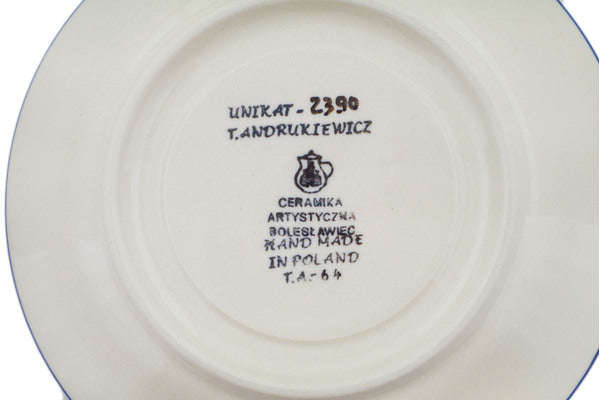 UNIKAT - 2390
T.ANDRUKIEWICZ
CERAMIKA
ARTYSTYCZNA
BOLESŁAWIEC
HAND MADE
IN POLAND
T.A.-64